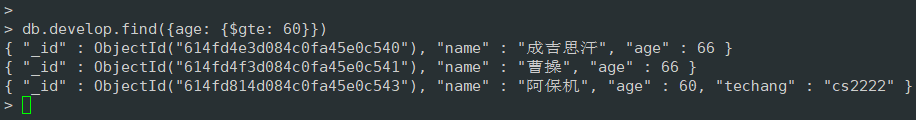 >
> db.develop.find({age: {$gte: 60}})
{ "_id" : ObjectId("614fd4e3d084c0fa45e0c540"), "name" : "成吉思汗", "age" : 66 }
{ "_id" : ObjectId("614fd4f3d084c0fa45e0c541"), "name" : "曹操", "age" : 66 }
{ "_id" : ObjectId("614fd814d084c0fa45e0c543"), "name" : "阿保机", "age" : 60, "techang" : "cs2222" }
>